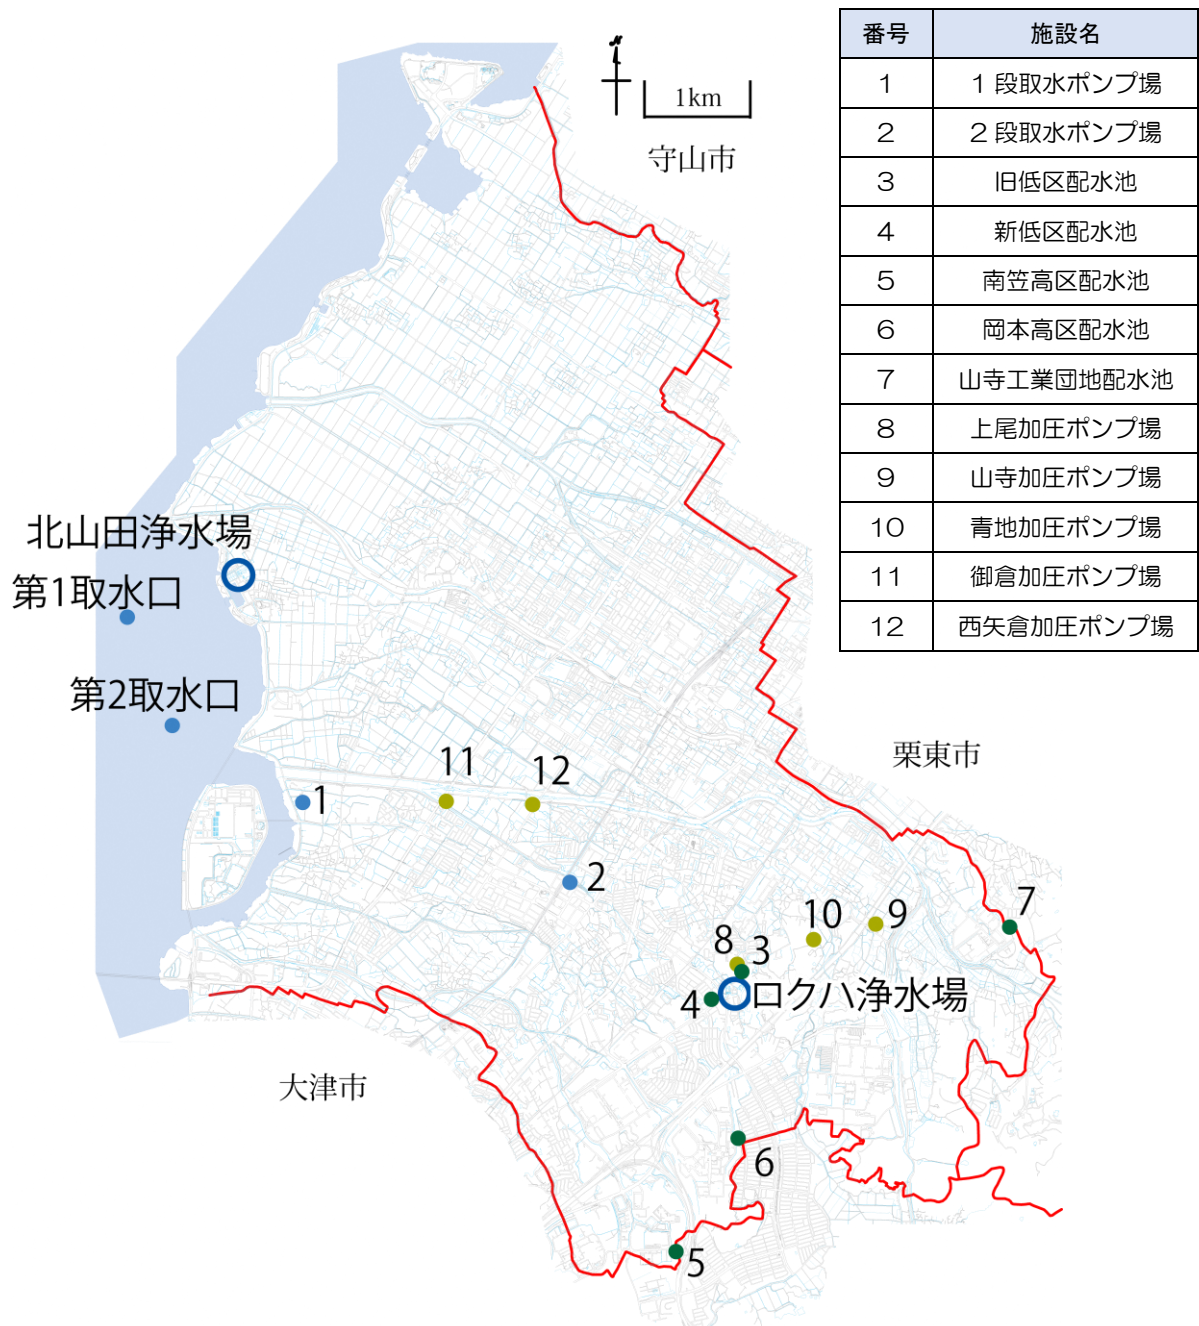 番号 施設名
1 1段取水ポンプ場
2 2段取水ポンプ場
3 旧低区配水池
4 新低区配水池
5 南笠高区配水池
6 岡本高区配水池
7 山寺工業団地配水池
8 上尾加圧ポンプ場
9 山寺加圧ポンプ場
10 青地加圧ポンプ場
11 御倉加圧ポンプ場
12 西矢倉加圧ポンプ場
1km
守山市
北山田浄水場
第1取水口
第2取水口
栗東市
11
12
1
2
7
10
9
8
3
4
ロクハ浄水場
大津市
6
5